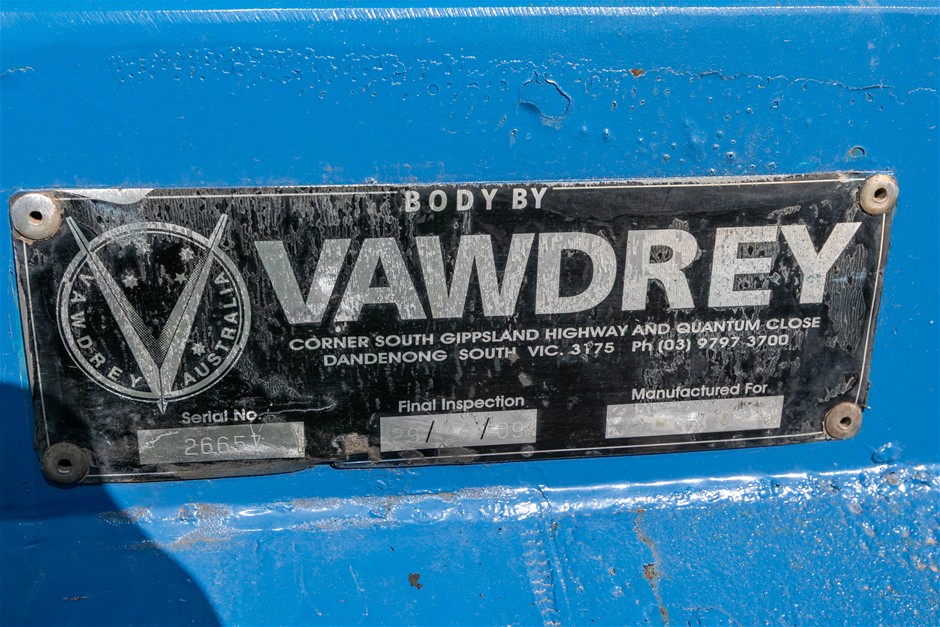 BODY BY
VAWDREY
VAWDREY AUSTRALIA
CORNER SOUTH GIPPSLAND HIGHWAY AND QUANTUM CLOSE
DANDENONG SOUTH VIC. 3175 Ph (03) 9797 3700
Serial No. Final Inspection Manufactured For